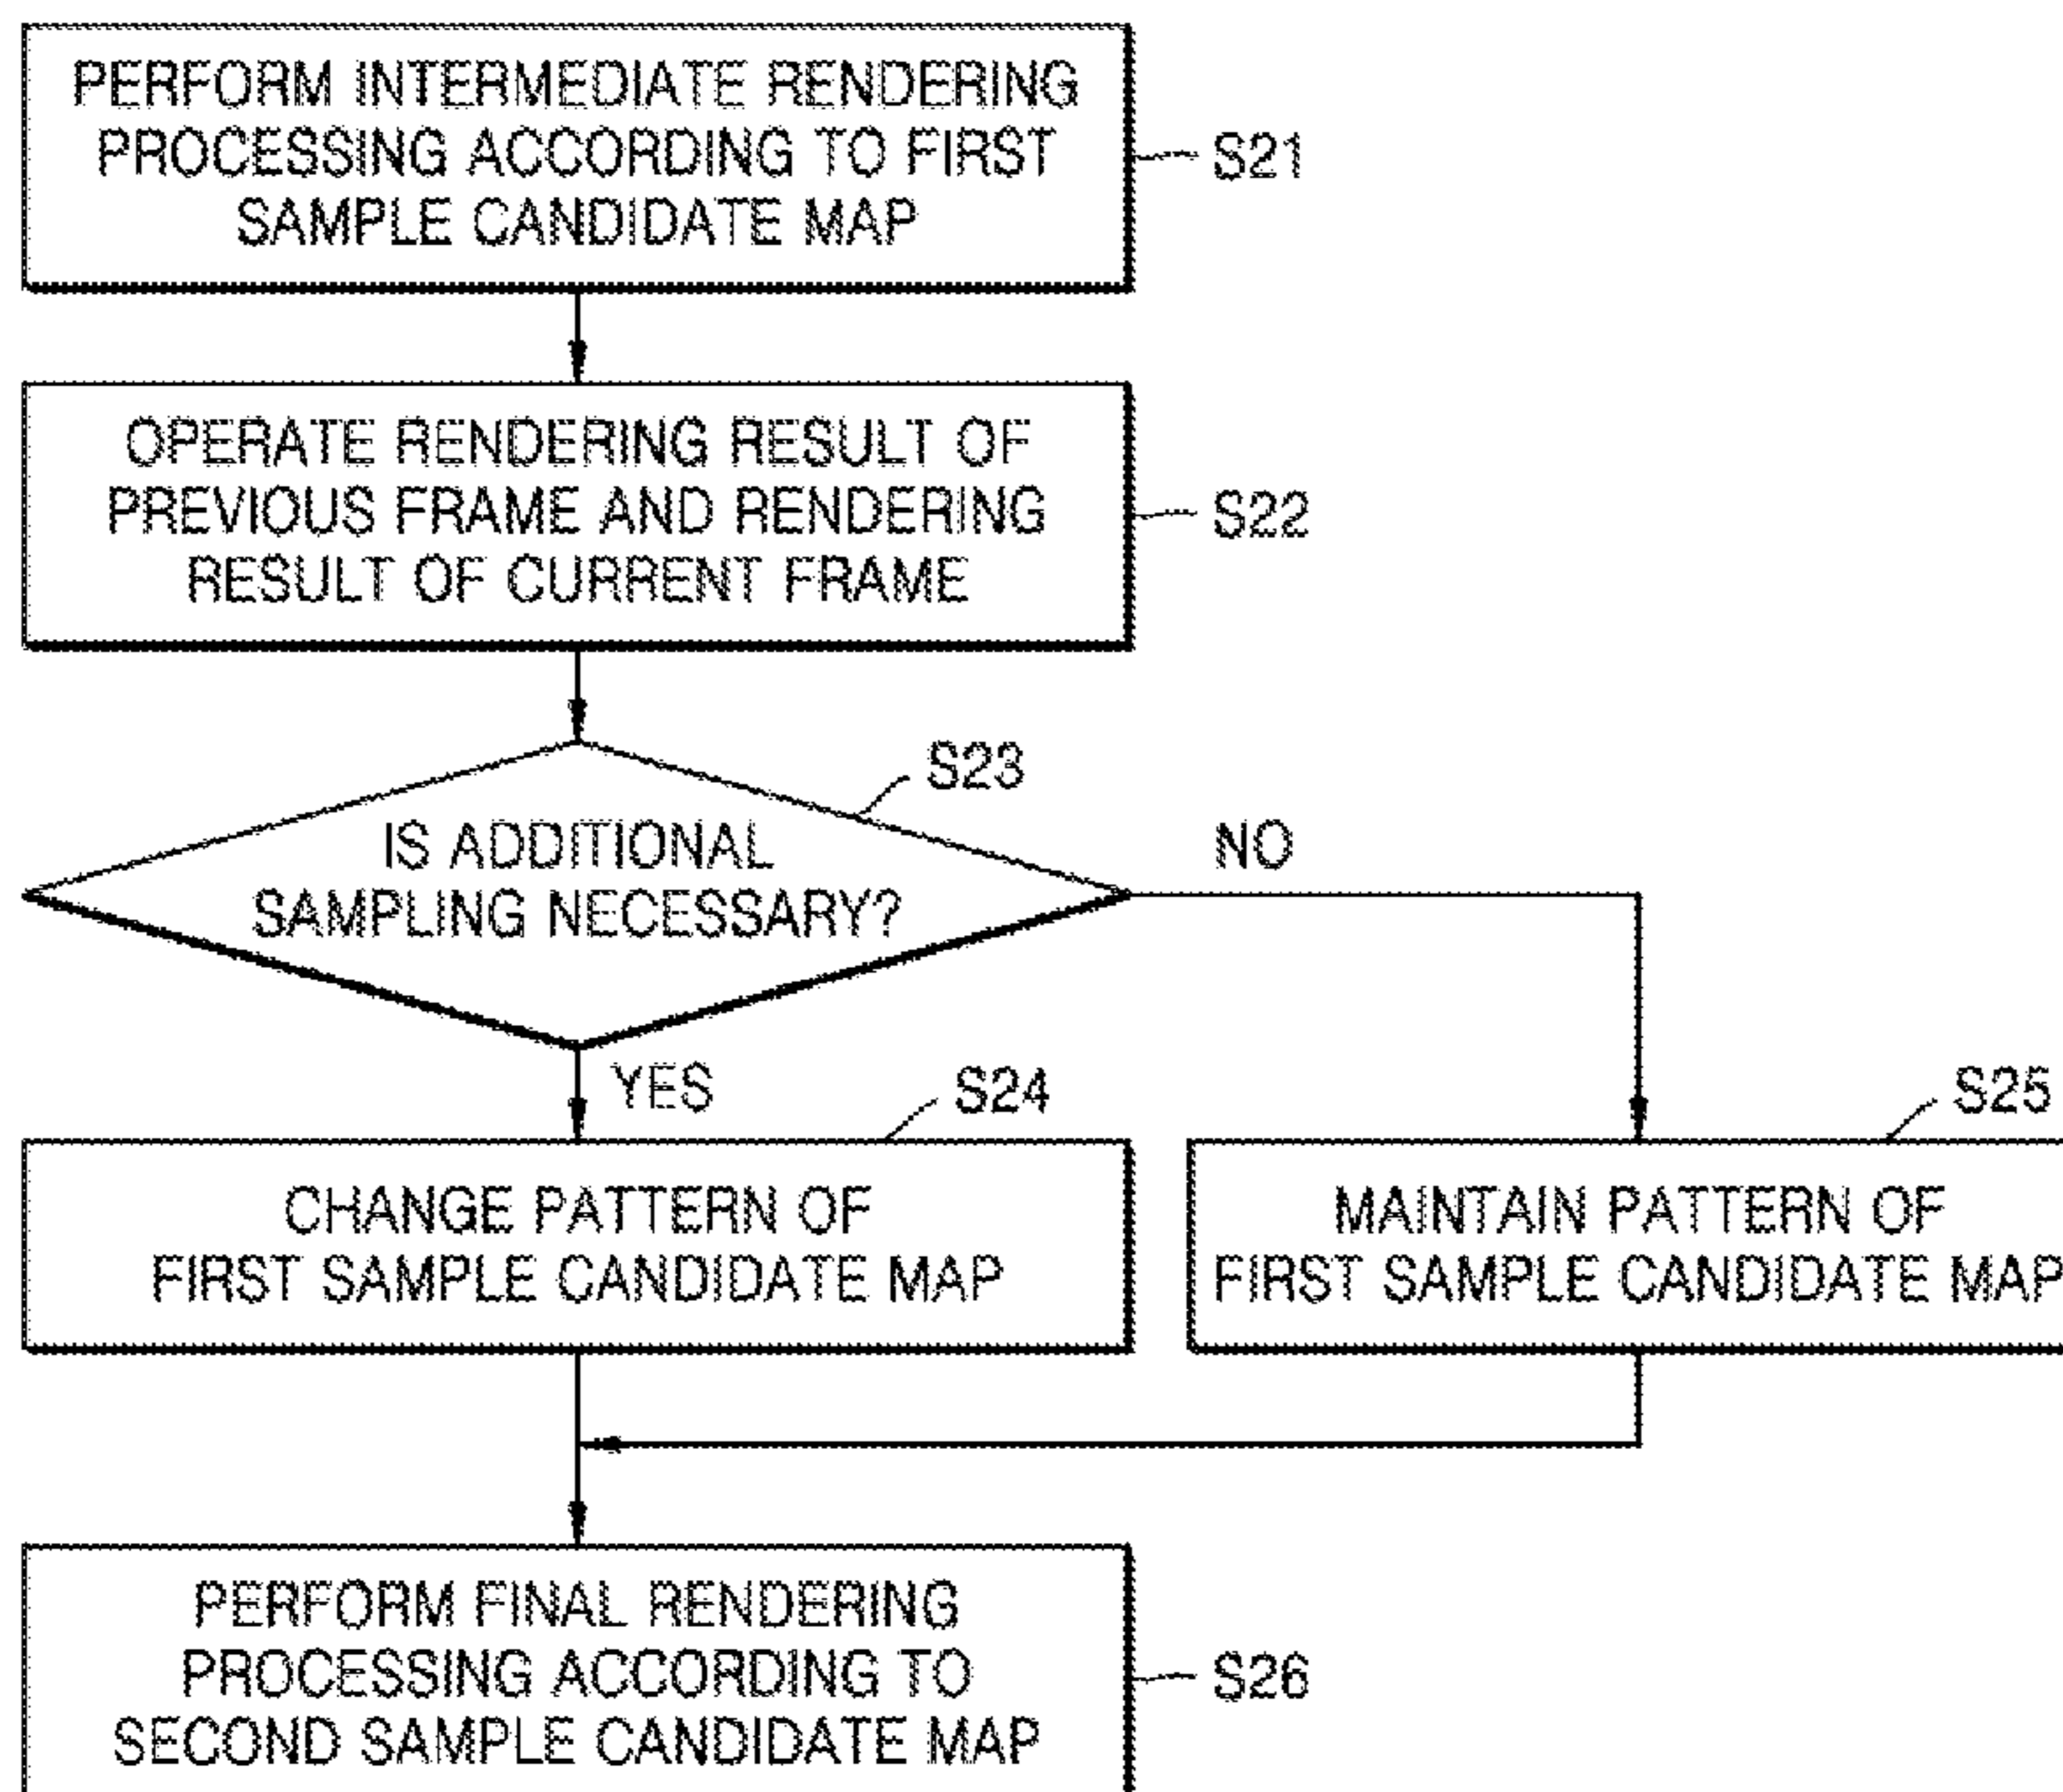 PERFORM INTERMEDIATE RENDERING
PROCESSING ACCORDING TO FIRST
SAMPLE CANDIDATE MAP
S21
OPERATE RENDERING RESULT OF
PREVIOUS FRAME AND RENDERING
RESULT OF CURRENT FRAME
S22
S23
IS ADDITIONAL
SAMPLING NECESSARY?
NO
YES
S24
CHANGE PATTERN OF
FIRST SAMPLE CANDIDATE MAP
S25
MAINTAIN PATTERN OF
FIRST SAMPLE CANDIDATE MAP
PERFORM FINAL RENDERING
PROCESSING ACCORDING TO
SECOND SAMPLE CANDIDATE MAP
S26